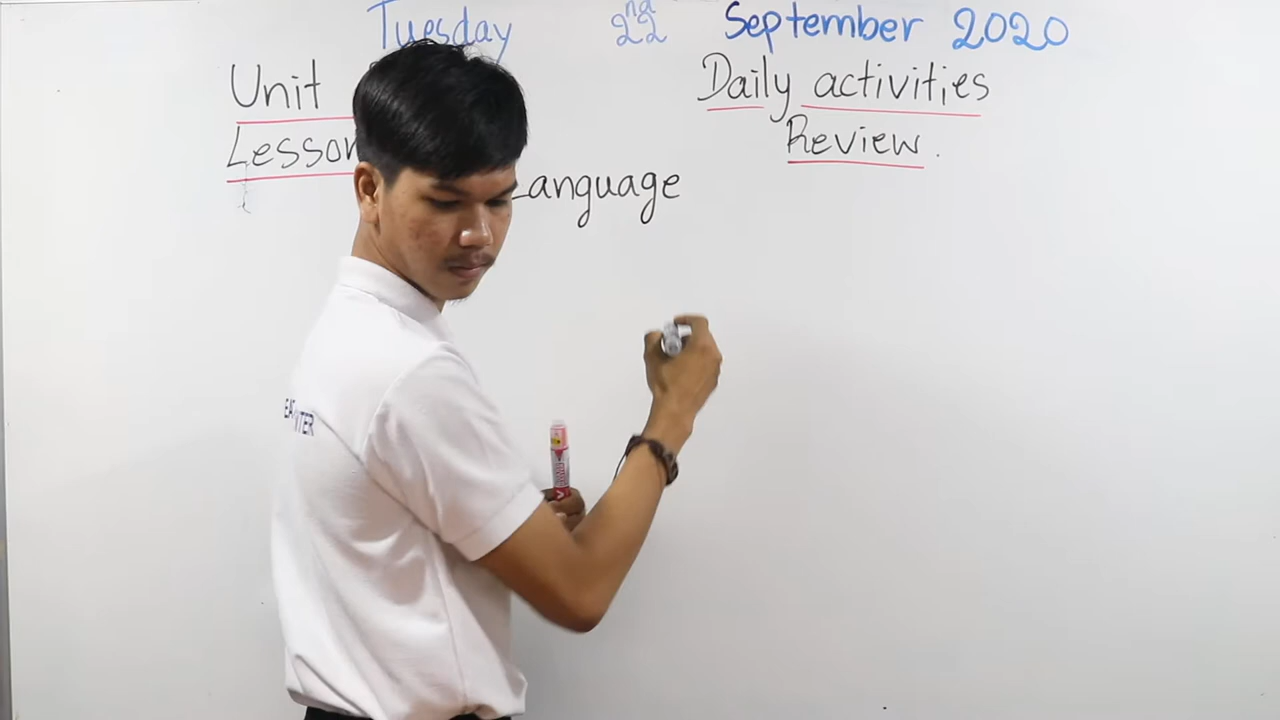 Tuesday 22nd September 2020
Unit Daily activities
Lesson Review.
Language